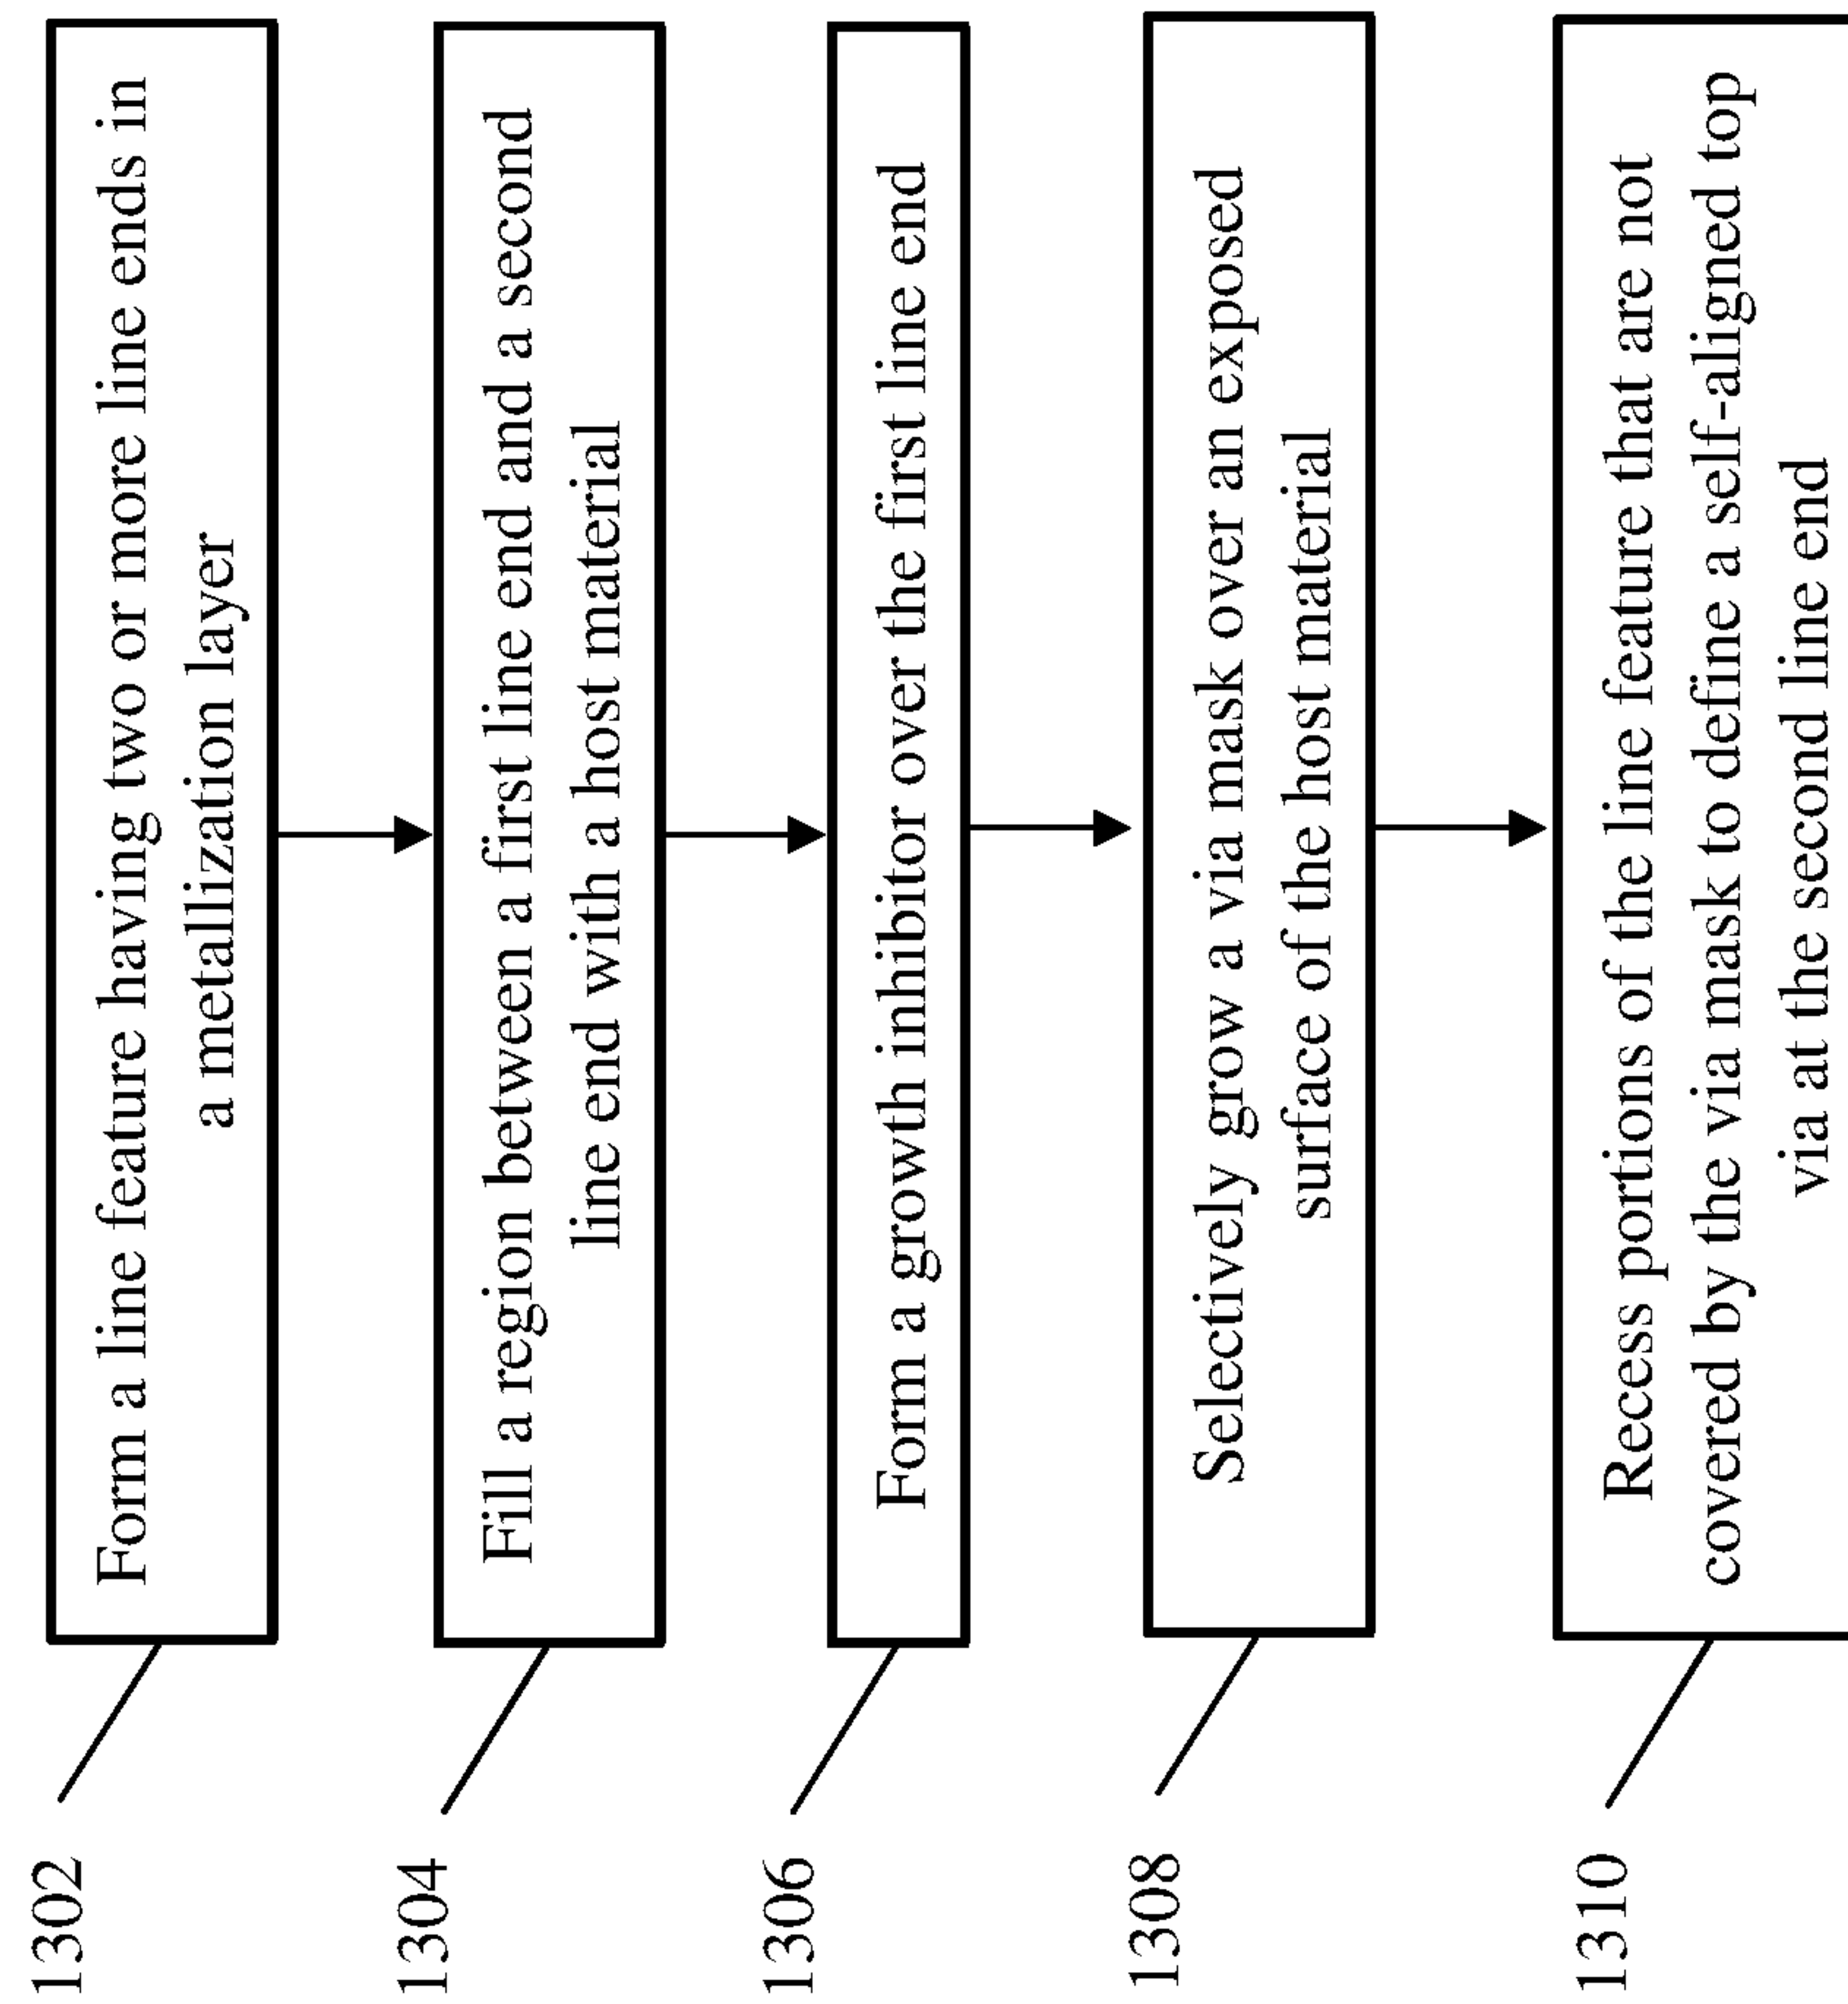 1302
Form a line feature having two or more line ends in
a metallization layer
1304
Fill a region between a first line end and a second
line end with a host material
1306
Form a growth inhibitor over the first line end
1308
Selectively grow a via mask over an exposed
surface of the host material
1310
Recess portions of the line feature that are not
covered by the via mask to define a self-aligned top
via at the second line end